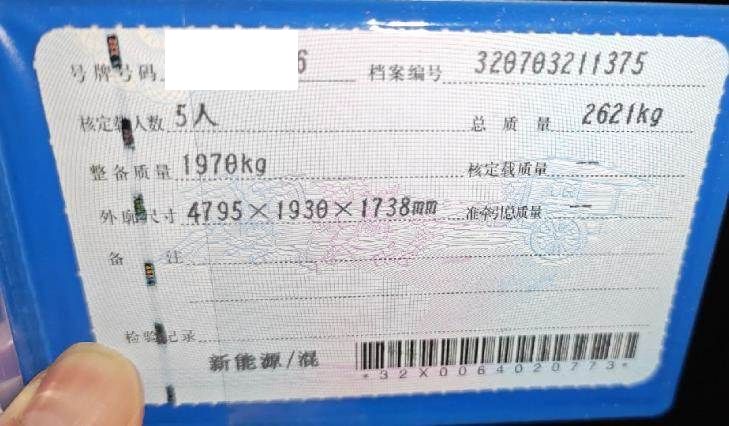 号牌号码 6 档案编号 320703211375
核定载人数 5人 总质量 2621kg
整备质量 1970kg 核定载质量 --
外廓尺寸 4795×1930×1738mm 准牵引总质量 --
备注
检验记录
新能源/混
*32X0064020773*